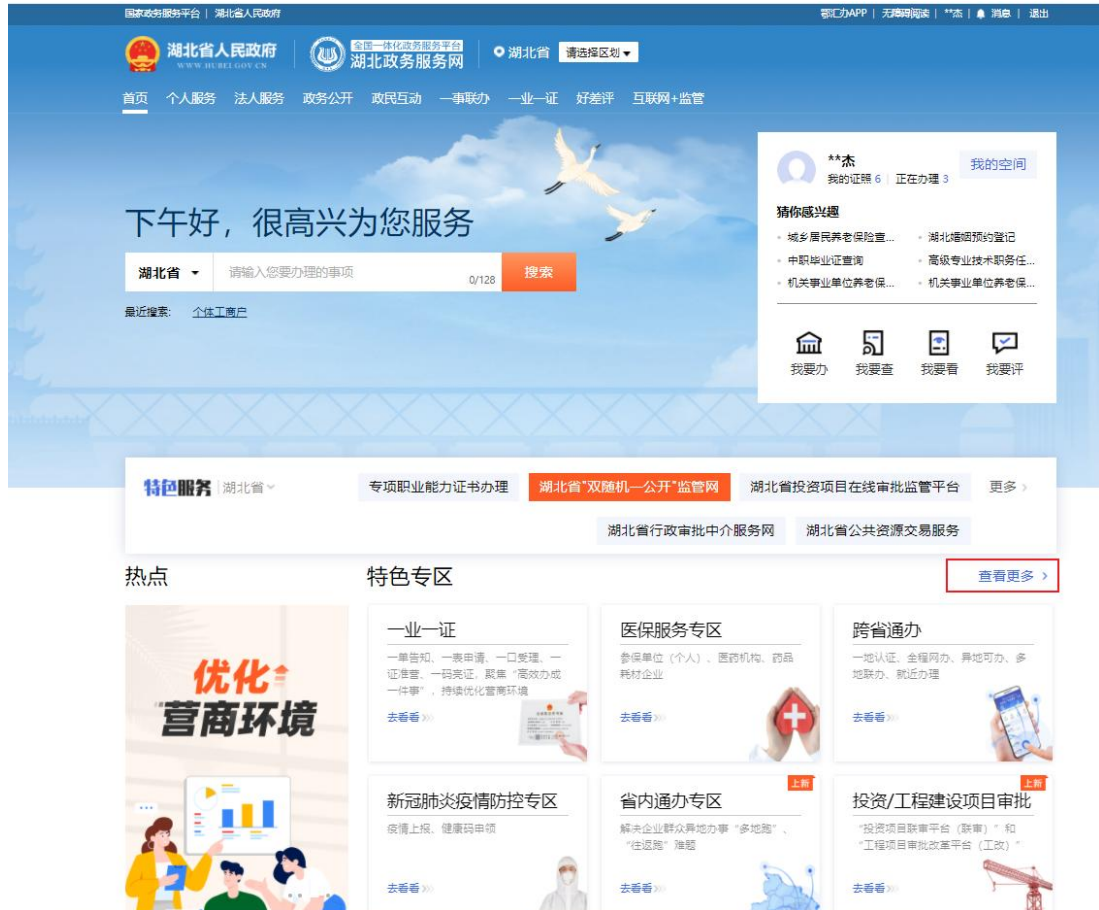 国家政务服务平台 | 湖北省人民政府
鄂汇办APP | 无障碍阅读 | **杰 | 消息 | 退出
湖北省人民政府
WWW.HUBEI.GOV.CN
全国一体化政务服务平台
湖北政务服务网
湖北省 请选择区划
首页 个人服务 法人服务 政务公开 政民互动 一事联办 一业一证 好差评 互联网+监管
**杰
我的证照 6 | 正在办理 3
我的空间
猜你感兴趣
城乡居民养老保险查...
湖北婚姻预约登记
中职毕业证查询
高级专业技术职务任...
机关事业单位养老保...
机关事业单位养老保...
我要办 我要查 我要看 我要评
下午好，很高兴为您服务
湖北省 请输入您要办理的事项 0/128 搜索
最近搜索: 个体工商户
特色服务 湖北省
专项职业能力证书办理 湖北省"双随机一公开"监管网 湖北省投资项目在线审批监管平台 更多
湖北省行政审批中介服务网 湖北省公共资源交易服务
热点
特色专区
查看更多
优化
营商环境
一业一证
一单告知、一表申请、一口受理、一
证准营、一码亮证，聚集“高效办成
一件事”，持续优化营商环境
去看看
医保服务专区
参保单位（个人）、医药机构、药品
耗材企业
去看看
跨省通办
一地认证、全程网办、异地可办、多
地联办、就近办理
去看看
新冠肺炎疫情防控专区
疫情上报、健康码申领
去看看
上新
省内通办专区
解决企业群众异地办事“多地跑”、
“往返跑”难题
去看看
上新
投资/工程建设项目审批
“投资项目联审平台（联审）”和
“工程项目审批改革平台（工改）”
去看看